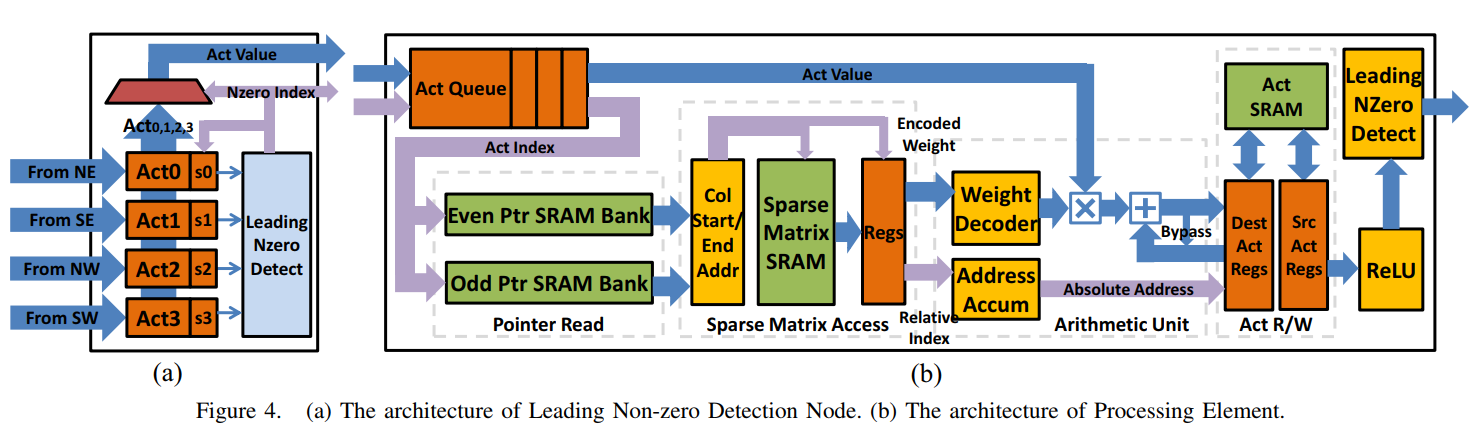 Act Value
Nzero Index
Act0,1,2,3
From NE
Act0
s0
From SE
Act1
s1
From NW
Act2
s2
From SW
Act3
s3
Leading
Nzero
Detect
(a)
Act Queue
Act Value
Act Index
Even Ptr SRAM Bank
Odd Ptr SRAM Bank
Pointer Read
Col
Start/
End
Addr
Sparse
Matrix
SRAM
Regs
Sparse Matrix Access
Encoded
Weight
Relative
Index
Weight
Decoder
Address
Accum
×
+
Bypass
Absolute Address
Arithmetic Unit
Act
SRAM
Dest
Act
Regs
Src
Act
Regs
Act R/W
Leading
NZero
Detect
ReLU
(b)
Figure 4. (a) The architecture of Leading Non-zero Detection Node. (b) The architecture of Processing Element.